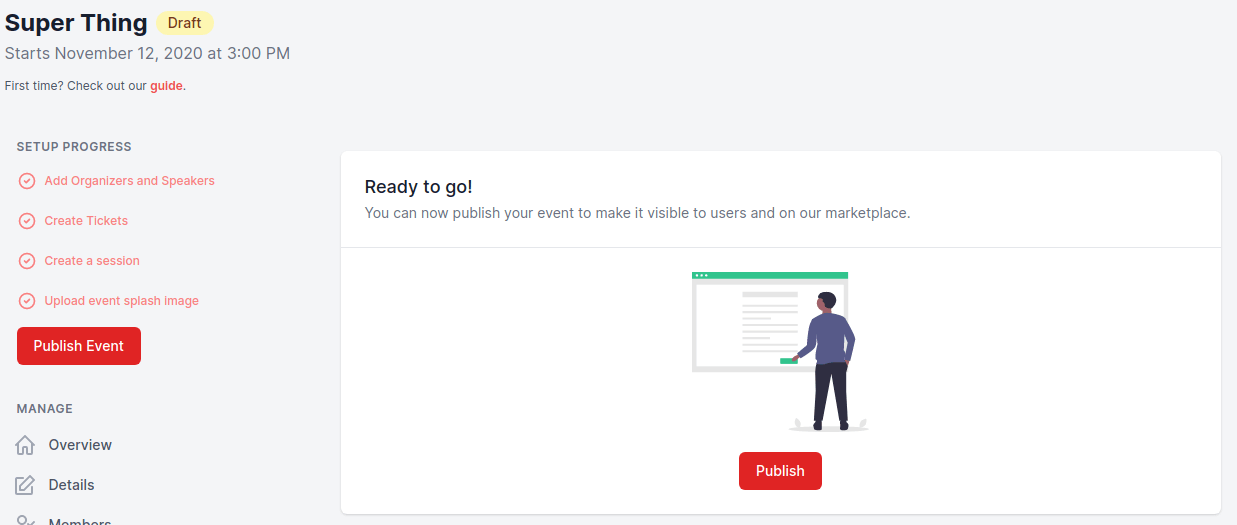 Super Thing Draft
Starts November 12, 2020 at 3:00 PM
First time? Check out our guide.
SETUP PROGRESS
Add Organizers and Speakers
Create Tickets
Create a session
Upload event splash image
Publish Event
MANAGE
Overview
Details
Members
Ready to go!
You can now publish your event to make it visible to users and on our marketplace.
Publish